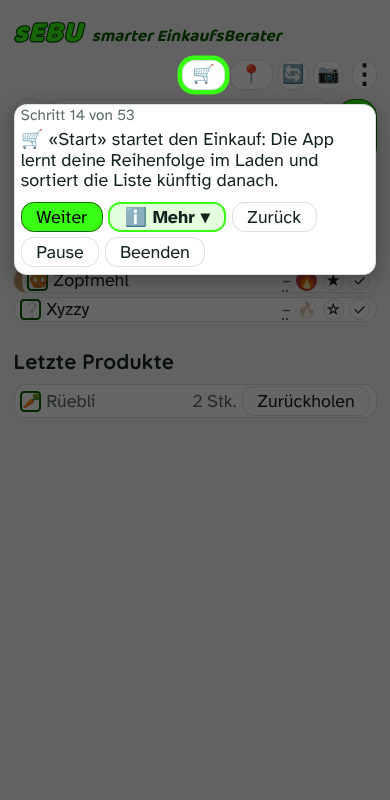 sEBU smarter EinkaufsBerater
Schritt 14 von 53
🛒 «Start» startet den Einkauf: Die App
lernt deine Reihenfolge im Laden und
sortiert die Liste künftig danach.
Weiter
ℹ️ Mehr ▼
Zurück
Pause
Beenden
Zopfmehl
Xyzzy
Letzte Produkte
Rüebli 2 Stk. Zurückholen